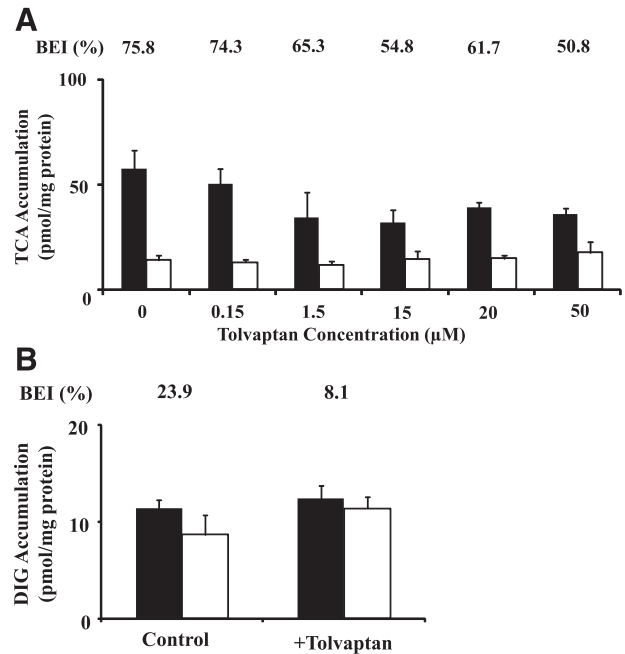 A
BEI (%) 75.8 74.3 65.3 54.8 61.7 50.8
100
50
0
TCA Accumulation
(pmol/mg protein)
0 0.15 1.5 15 20 50
Tolvaptan Concentration (µM)
B
BEI (%) 23.9 8.1
20
10
0
DIG Accumulation
(pmol/mg protein)
Control +Tolvaptan